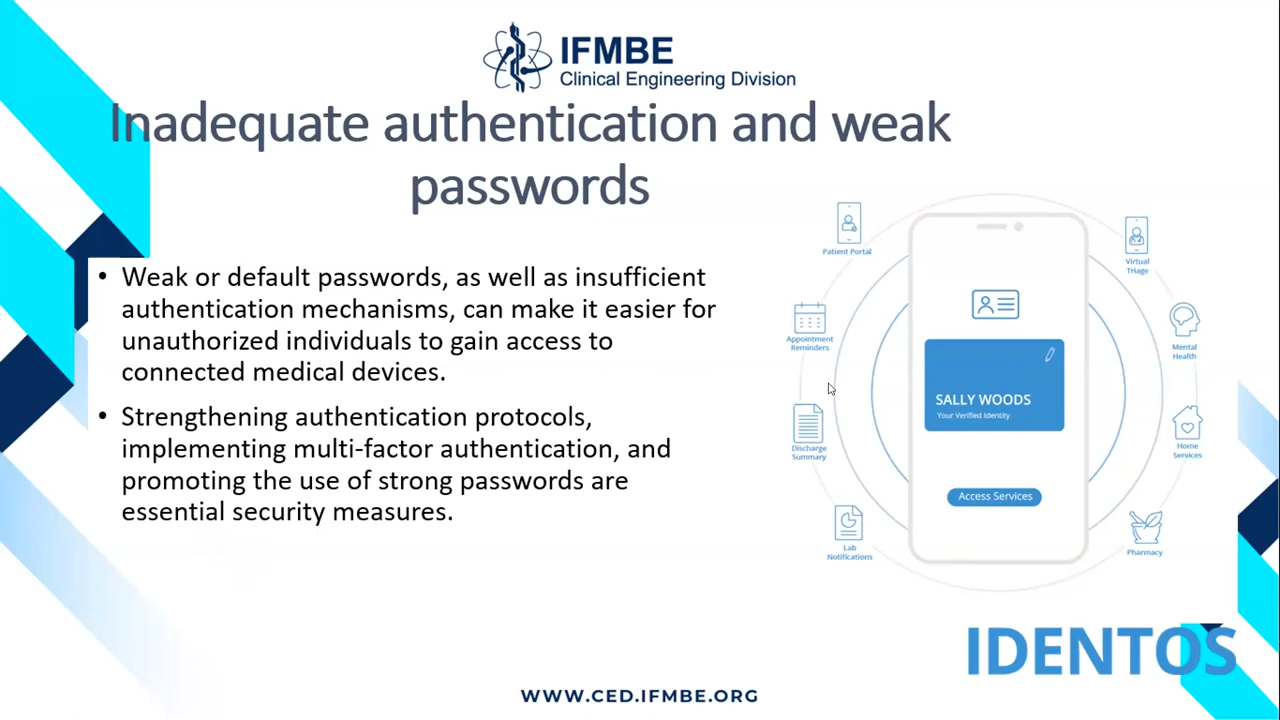 IFMBE
Clinical Engineering Division
Inadequate authentication and weak
passwords
• Weak or default passwords, as well as insufficient
authentication mechanisms, can make it easier for
unauthorized individuals to gain access to
connected medical devices.
• Strengthening authentication protocols,
implementing multi-factor authentication, and
promoting the use of strong passwords are
essential security measures.
Patient Portal
Virtual
Triage
Appointment
Reminders
Mental
Health
SALLY WOODS
Your Verified Identity
Discharge
Summary
Home
Services
Access Services
Lab
Notifications
Pharmacy
IDENTOS
WWW.CED.IFMBE.ORG